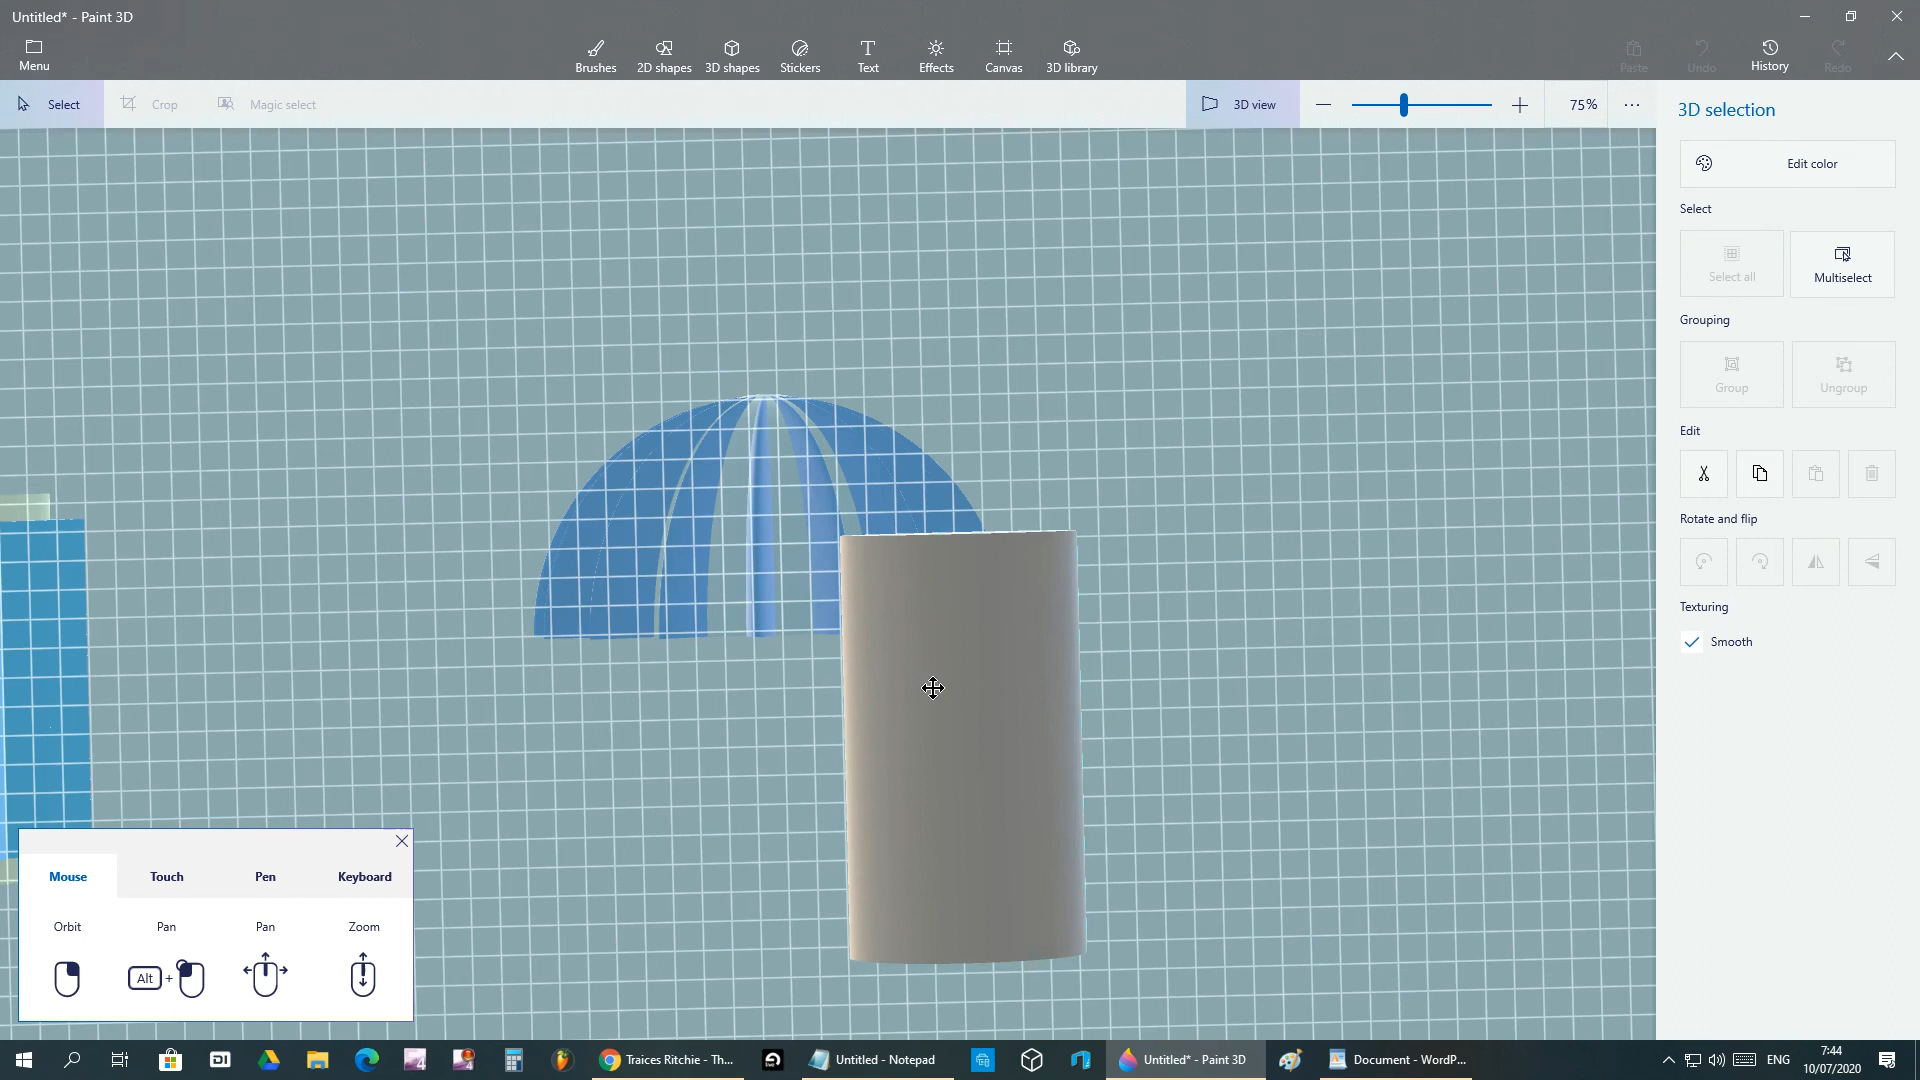 Untitled* - Paint 3D
Menu
Brushes
2D shapes
3D shapes
Stickers
Text
Effects
Canvas
3D library
Paste
Undo
History
Redo
Select
Crop
Magic select
3D view
75%
3D selection
Edit color
Select
Select all
Multiselect
Grouping
Group
Ungroup
Edit
Rotate and flip
Texturing
Smooth
Mouse
Touch
Pen
Keyboard
Orbit
Pan
Pan
Zoom
Alt +
DI
Traices Ritchie - Th...
Untitled - Notepad
Untitled* - Paint 3D
Document - WordP...
ENG
7:44
10/07/2020